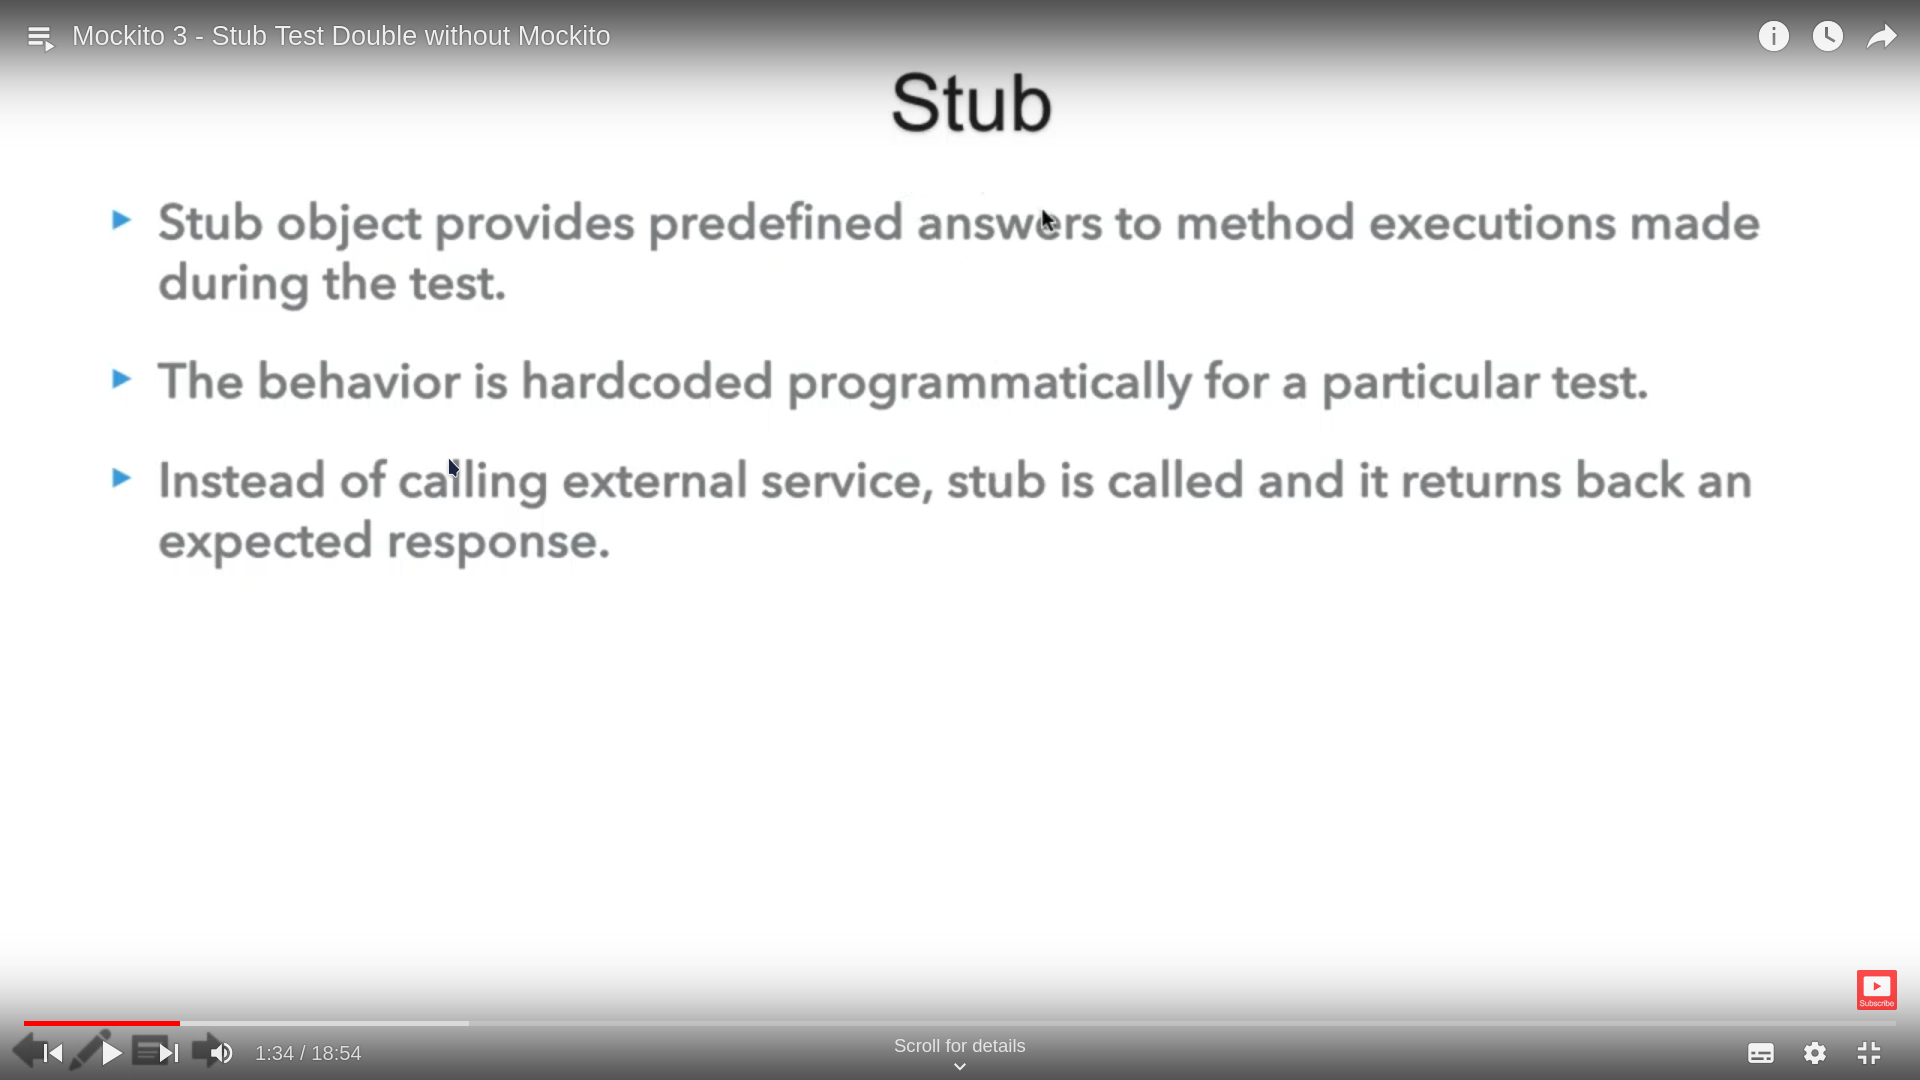 Mockito 3 - Stub Test Double without Mockito
Stub
Stub object provides predefined answers to method executions made
during the test.
The behavior is hardcoded programmatically for a particular test.
Instead of calling external service, stub is called and it returns back an
expected response.
Subscribe
1:34 / 18:54
Scroll for details